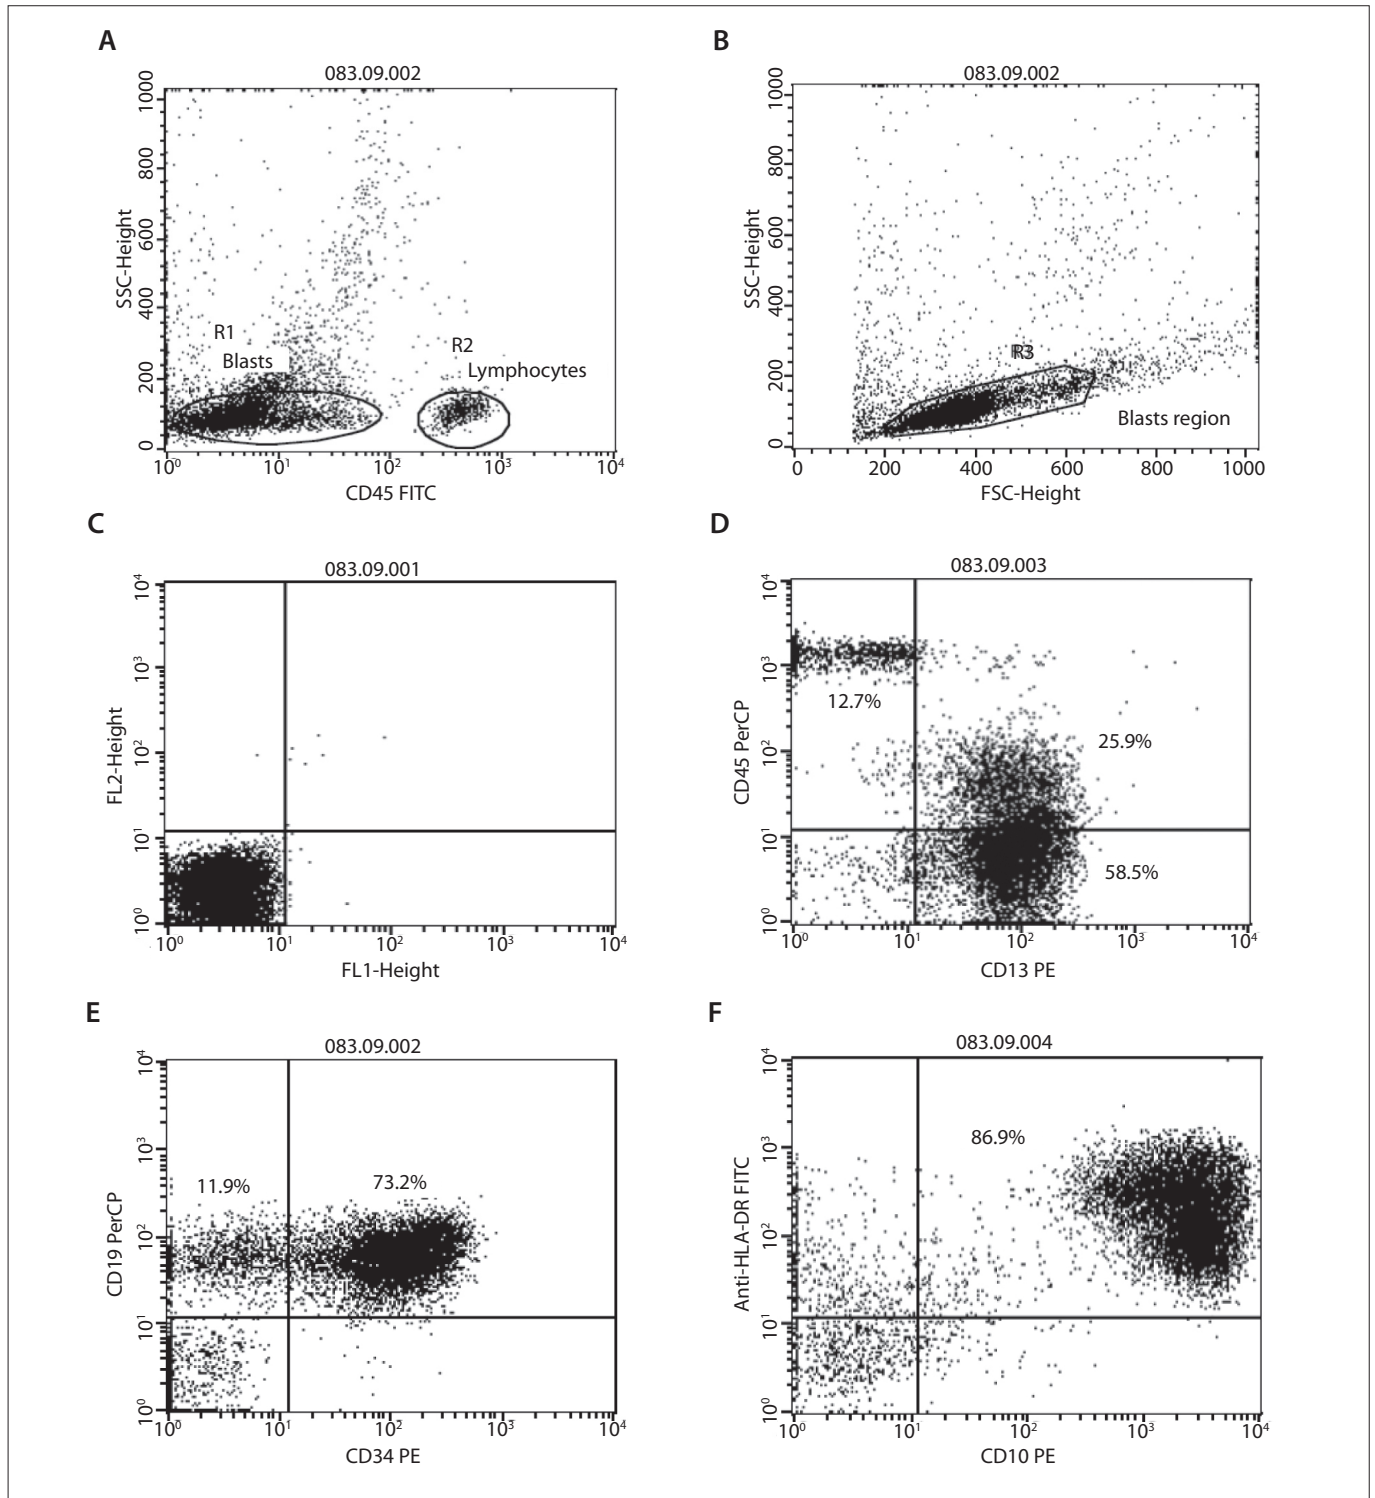 A
083.09.002
1000
800
600
400
200
0
SSC-Height
R1
Blasts
R2
Lymphocytes
10⁰ 10¹ 10² 10³ 10⁴
CD45 FITC
B
083.09.002
1000
800
600
400
200
0
SSC-Height
R3
Blasts region
0 200 400 600 800 1000
FSC-Height
C
083.09.001
10⁴
10³
10²
10¹
10⁰
FL2-Height
10⁰ 10¹ 10² 10³ 10⁴
FL1-Height
D
083.09.003
10⁴
10³
10²
10¹
10⁰
CD45 PerCP
12.7%
25.9%
58.5%
10⁰ 10¹ 10² 10³ 10⁴
CD13 PE
E
083.09.002
10⁴
10³
10²
10¹
10⁰
CD19 PerCP
11.9% 73.2%
10⁰ 10¹ 10² 10³ 10⁴
CD34 PE
F
083.09.004
10⁴
10³
10²
10¹
10⁰
Anti-HLA-DR FITC
86.9%
10⁰ 10¹ 10² 10³ 10⁴
CD10 PE